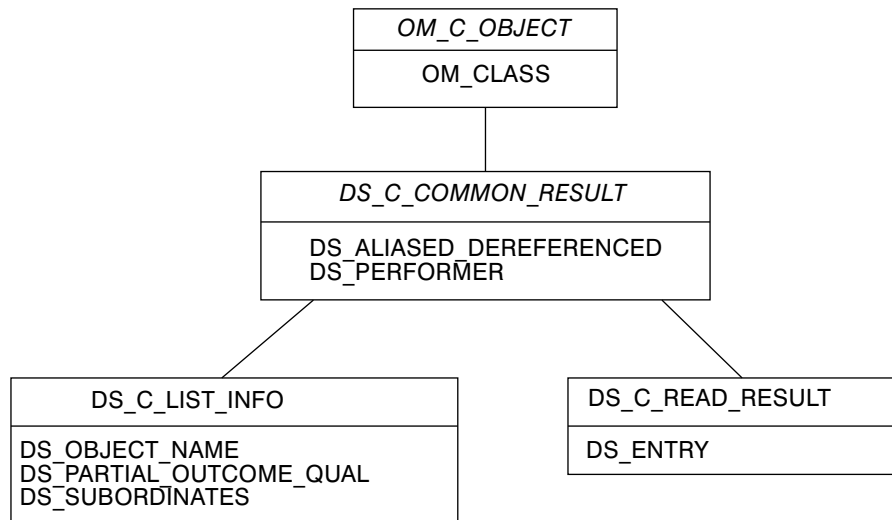 OM_C_OBJECT
OM_CLASS
DS_C_COMMON_RESULT
DS_ALIASED_DEREFERENCED
DS_PERFORMER
DS_C_LIST_INFO
DS_OBJECT_NAME
DS_PARTIAL_OUTCOME_QUAL
DS_SUBORDINATES
DS_C_READ_RESULT
DS_ENTRY